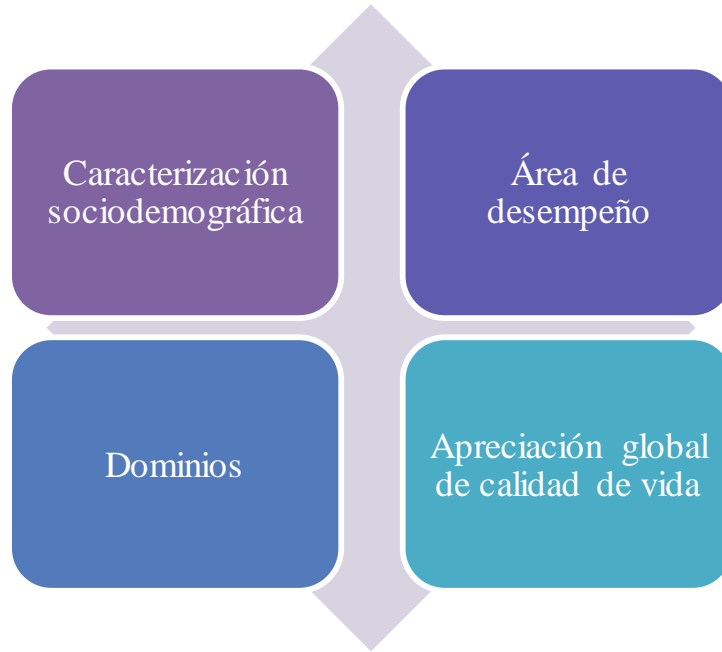 Caracterización
sociodemográfica
Área de
desempeño
Dominios
Apreciación global
de calidad de vida